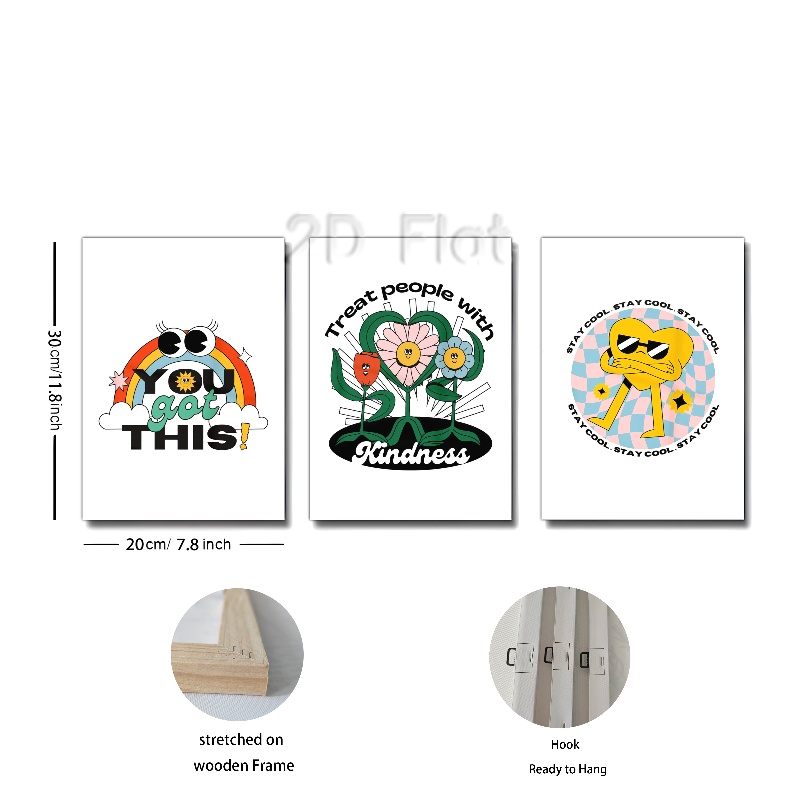 2D Flat
30cm/11.8inch
20cm/ 7.8 inch
YOU
got
THIS!
Treat people with
Kindness
STAY COOL. STAY COOL. STAY COOL
STAY COOL. STAY COOL. STAY COOL
stretched on
wooden Frame
Hook
Ready to Hang